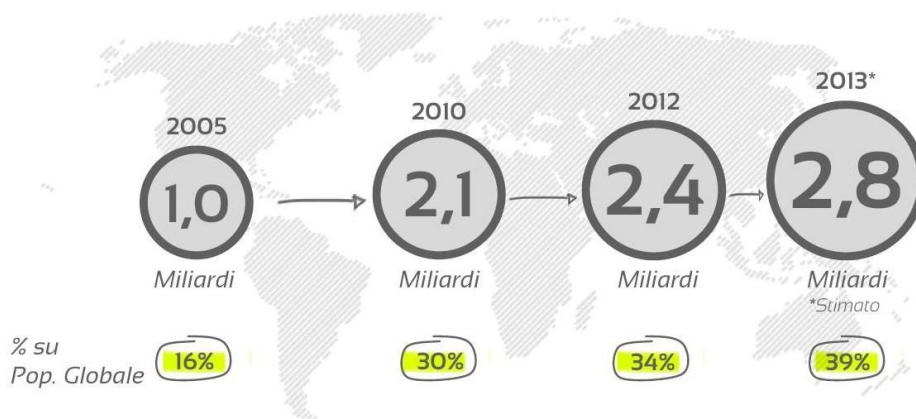 2005
1,0
Miliardi
2010
2,1
Miliardi
2012
2,4
Miliardi
2013*
2,8
Miliardi
*Stimato
% su
Pop. Globale
16%
30%
34%
39%